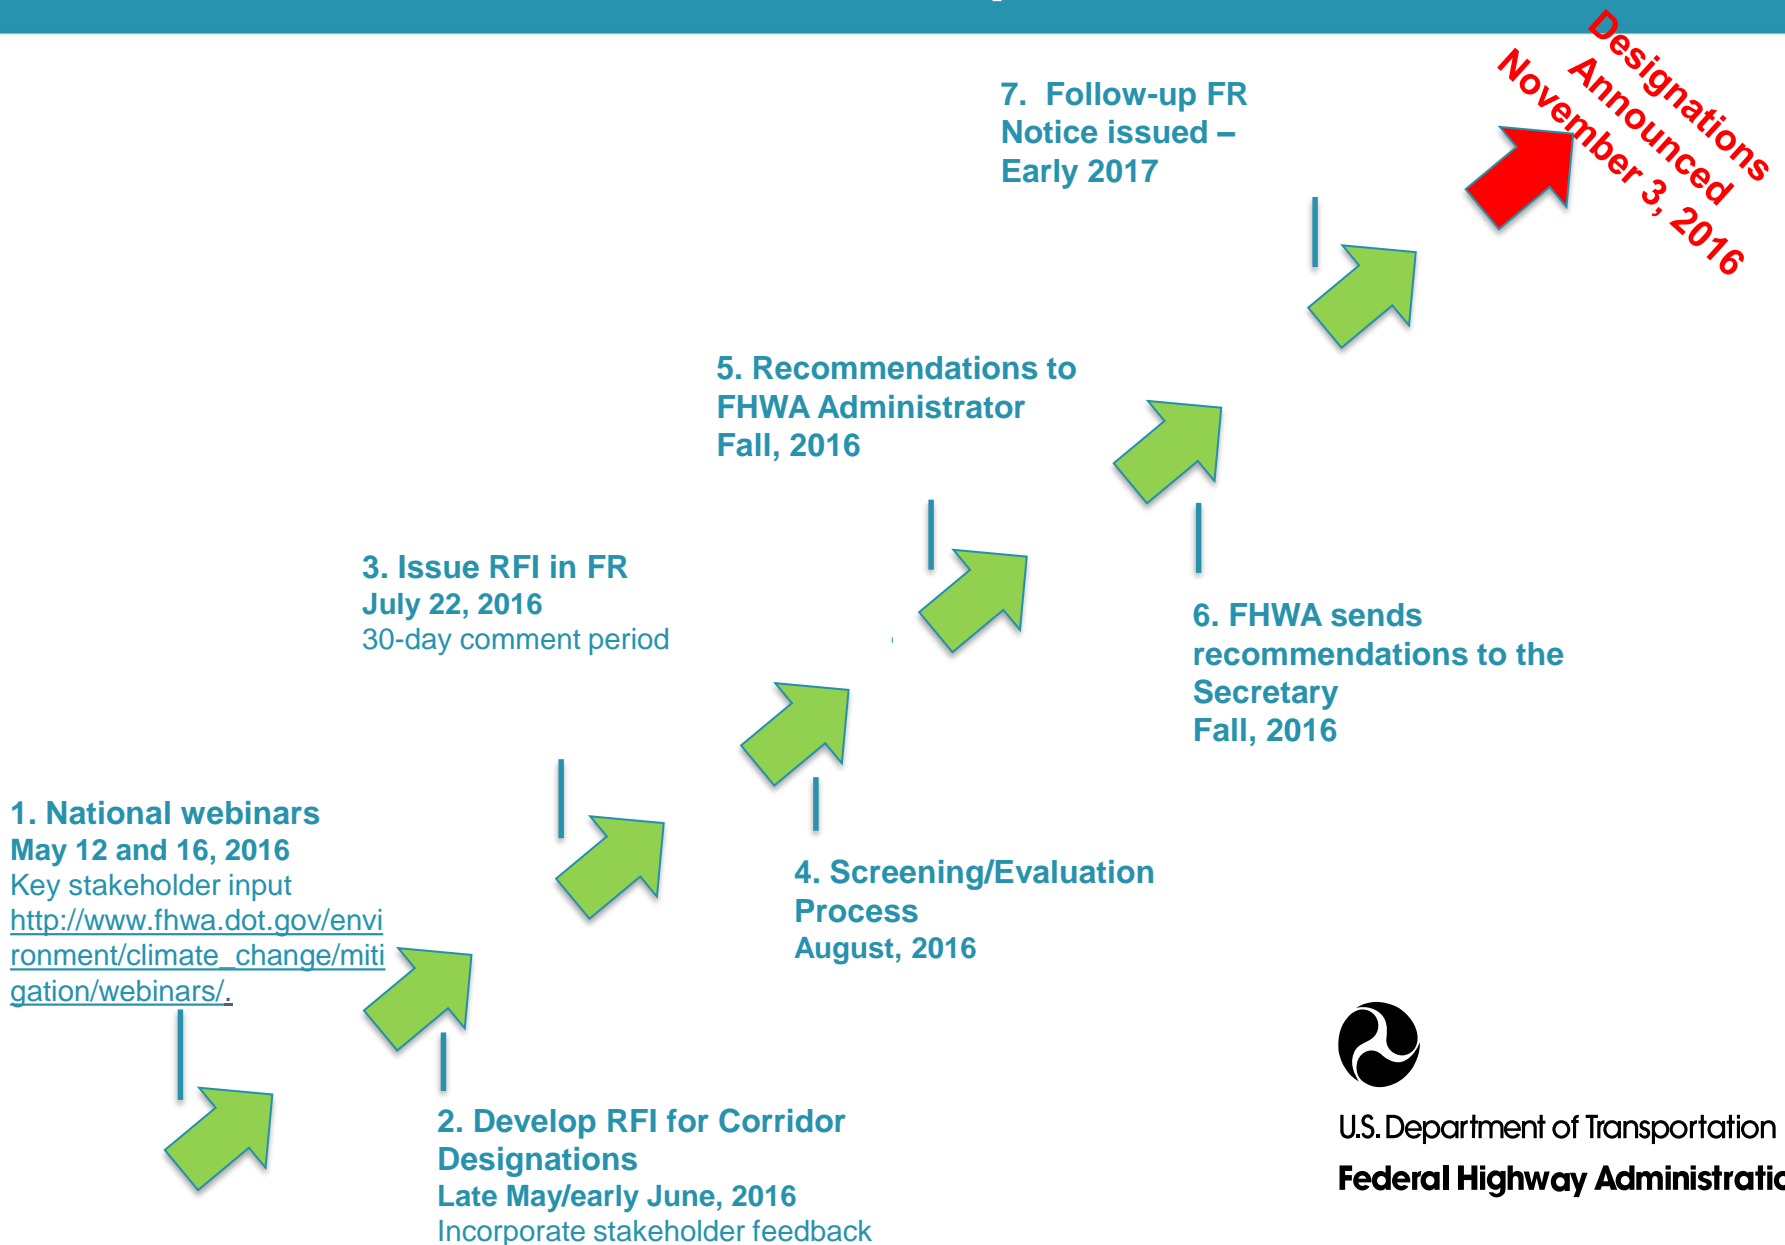 1. National webinars
May 12 and 16, 2016
Key stakeholder input
http://www.fhwa.dot.gov/envi
ronment/climate_change/miti
gation/webinars/.
2. Develop RFI for Corridor
Designations
Late May/early June, 2016
Incorporate stakeholder feedback
3. Issue RFI in FR
July 22, 2016
30-day comment period
4. Screening/Evaluation
Process
August, 2016
5. Recommendations to
FHWA Administrator
Fall, 2016
6. FHWA sends
recommendations to the
Secretary
Fall, 2016
7. Follow-up FR
Notice issued –
Early 2017
Designations
Announced
November 3, 2016
U.S. Department of Transportation
Federal Highway Administratio